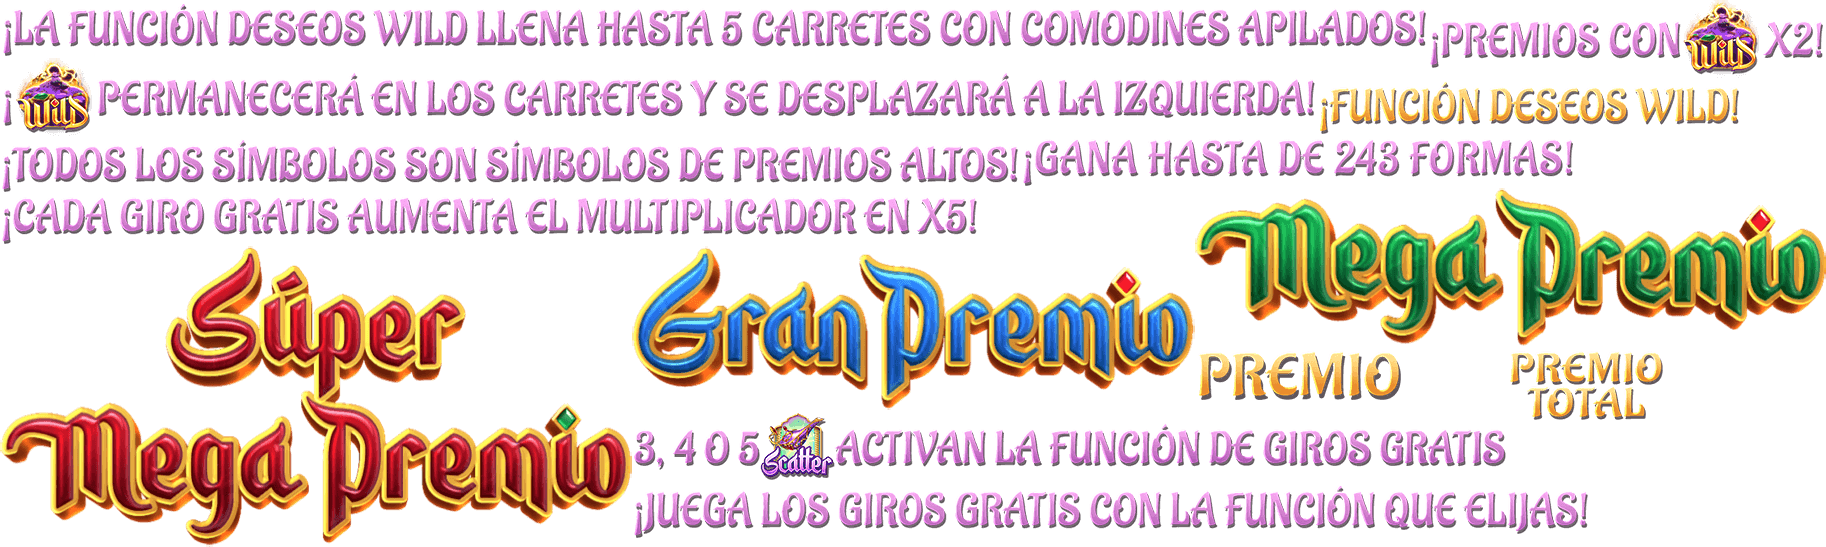 ¡LA FUNCIÓN DESEOS WILD LLENA HASTA 5 CARRETES CON COMODINES APILADOS!
¡PREMIOS CON Wild X2!
¡Wild PERMANECERÁ EN LOS CARRETES Y SE DESPLAZARÁ A LA IZQUIERDA!
¡FUNCIÓN DESEOS WILD!
¡TODOS LOS SÍMBOLOS SON SÍMBOLOS DE PREMIOS ALTOS!
¡GANA HASTA DE 243 FORMAS!
¡CADA GIRO GRATIS AUMENTA EL MULTIPLICADOR EN X5!
Súper
Mega Premio
Gran Premio
Mega Premio
PREMIO
PREMIO
TOTAL
3, 4 O 5 Scatter ACTIVAN LA FUNCIÓN DE GIROS GRATIS
¡JUEGA LOS GIROS GRATIS CON LA FUNCIÓN QUE ELIJAS!